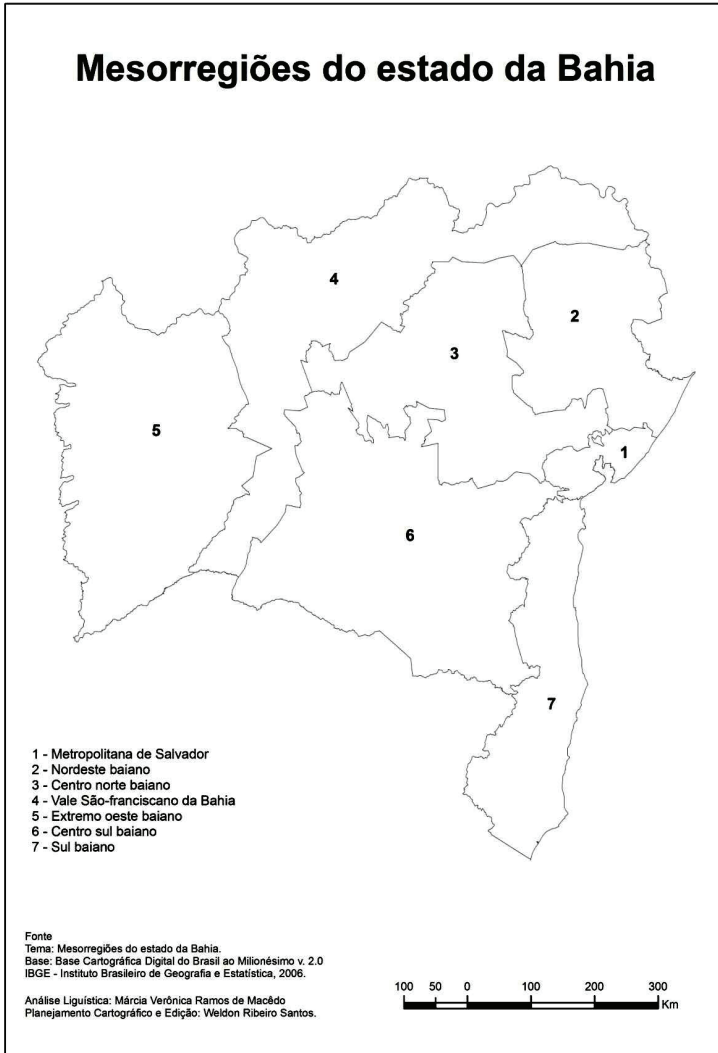 Mesorregiões do estado da Bahia
4
2
3
5
1
6
7
1 - Metropolitana de Salvador
2 - Nordeste baiano
3 - Centro norte baiano
4 - Vale São-franciscano da Bahia
5 - Extremo oeste baiano
6 - Centro sul baiano
7 - Sul baiano
Fonte
Tema: Mesorregiões do estado da Bahia.
Base: Base Cartográfica Digital do Brasil ao Milionésimo v. 2.0
IBGE - Instituto Brasileiro de Geografia e Estatística, 2006.
Análise Liguística: Márcia Verônica Ramos de Macêdo
Planejamento Cartográfico e Edição: Weldon Ribeiro Santos.
100 50 0 100 200 300
Km